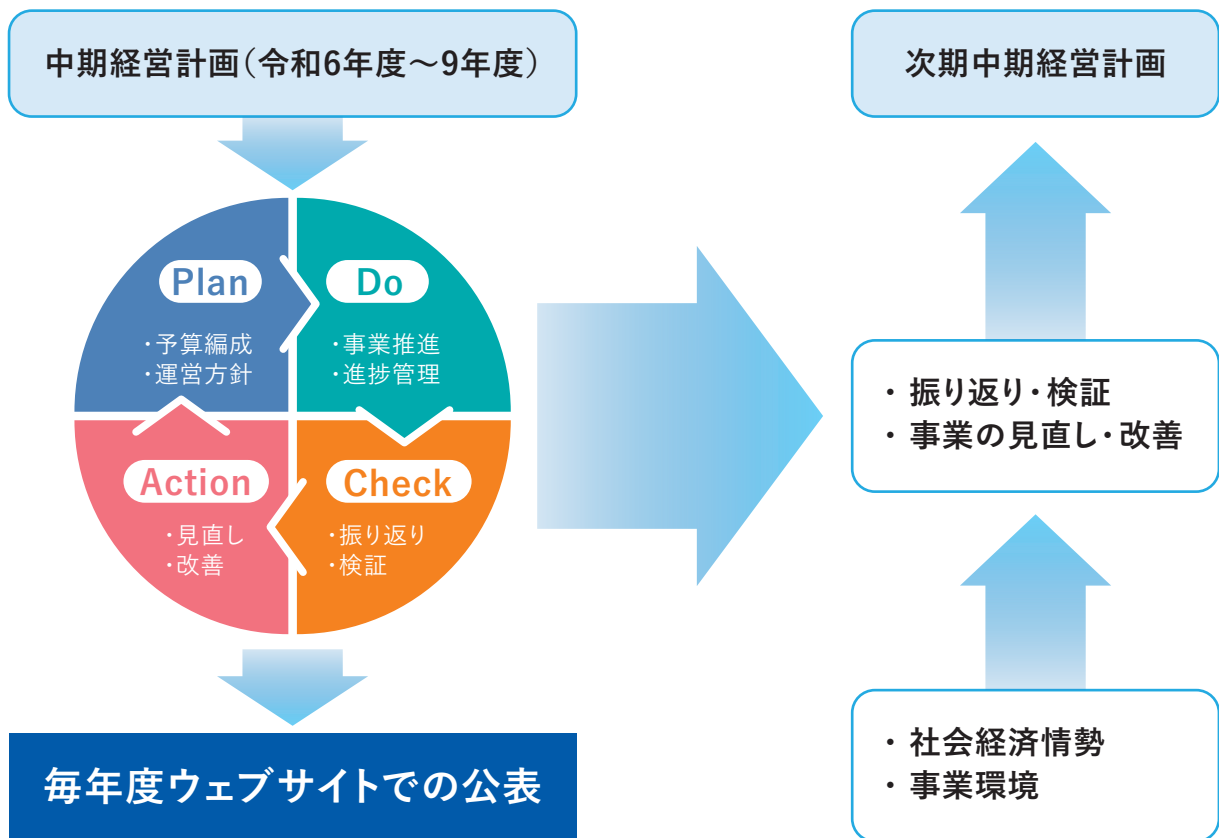 中期経営計画（令和6年度～9年度）
Plan
・予算編成
・運営方針
Do
・事業推進
・進捗管理
Check
・振り返り
・検証
Action
・見直し
・改善
毎年度ウェブサイトでの公表
次期中期経営計画
・ 振り返り・検証
・ 事業の見直し・改善
・ 社会経済情勢
・ 事業環境